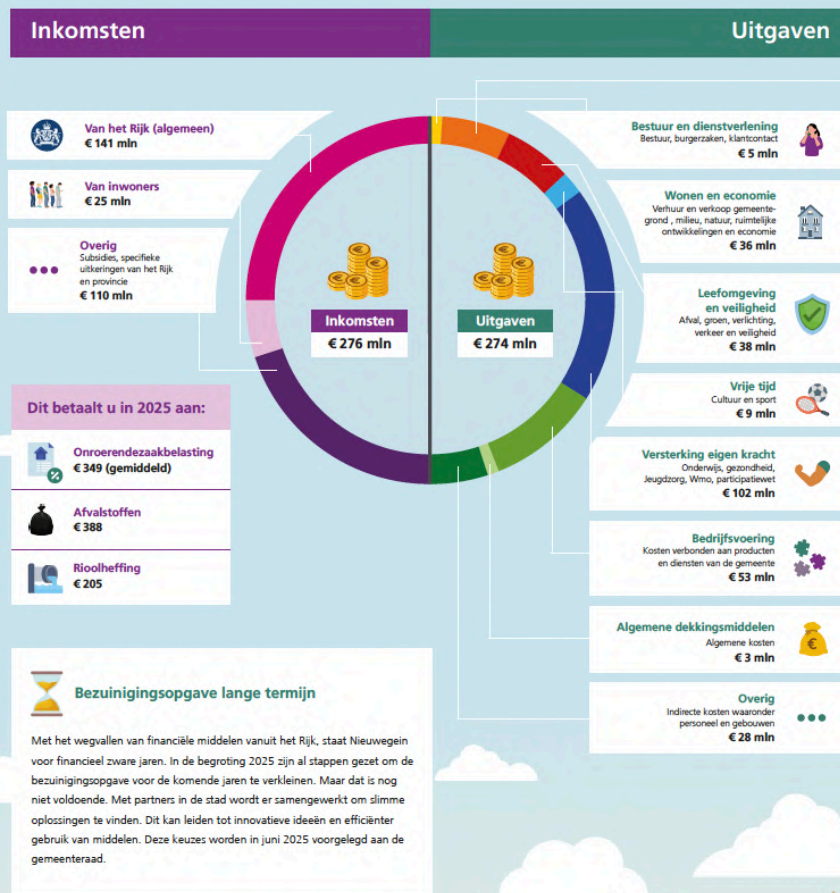 Inkomsten
Uitgaven
Van het Rijk (algemeen)
€ 141 mln
Van inwoners
€ 25 mln
Overig
Subsidies, specifieke
uitkeringen van het Rijk
en provincie
€ 110 mln
Inkomsten
€ 276 mln
Uitgaven
€ 274 mln
Bestuur en dienstverlening
Bestuur, burgerzaken, klantcontact
€ 5 mln
Wonen en economie
Verhuur en verkoop gemeente-
grond , milieu, natuur, ruimtelijke
ontwikkelingen en economie
€ 36 mln
Leefomgeving
en veiligheid
Afval, groen, verlichting,
verkeer en veiligheid
€ 38 mln
Vrije tijd
Cultuur en sport
€ 9 mln
Versterking eigen kracht
Onderwijs, gezondheid,
Jeugdzorg, Wmo, participatiewet
€ 102 mln
Bedrijfsvoering
Kosten verbonden aan producten
en diensten van de gemeente
€ 53 mln
Algemene dekkingsmiddelen
Algemene kosten
€ 3 mln
Overig
Indirecte kosten waaronder
personeel en gebouwen
€ 28 mln
Dit betaalt u in 2025 aan:
Onroerendezaakbelasting
€ 349 (gemiddeld)
Afvalstoffen
€ 388
Rioolheffing
€ 205
Bezuinigingsopgave lange termijn
Met het wegvallen van financiële middelen vanuit het Rijk, staat Nieuwegein
voor financieel zware jaren. In de begroting 2025 zijn al stappen gezet om de
bezuinigingsopgave voor de komende jaren te verkleinen. Maar dat is nog
niet voldoende. Met partners in de stad wordt er samengewerkt om slimme
oplossingen te vinden. Dit kan leiden tot innovatieve ideeën en efficiënter
gebruik van middelen. Deze keuzes worden in juni 2025 voorgelegd aan de
gemeenteraad.